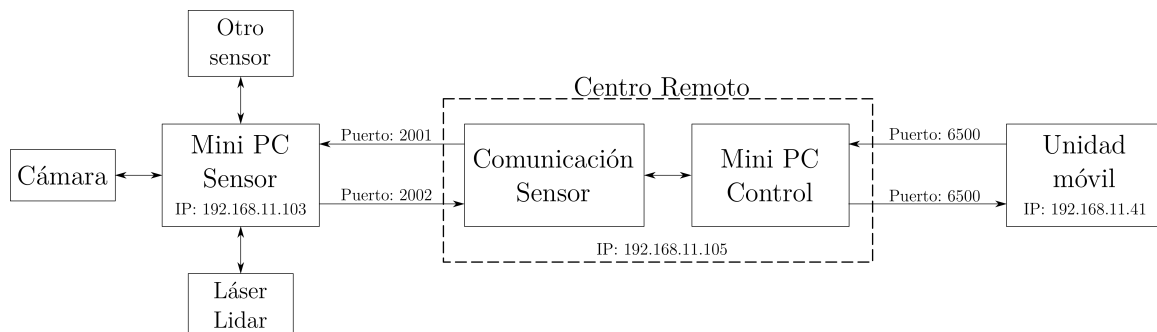 Otro
sensor
Centro Remoto
Cámara
Mini PC
Sensor
IP: 192.168.11.103
Puerto: 2001
Puerto: 2002
Comunicación
Sensor
Mini PC
Control
IP: 192.168.11.105
Puerto: 6500
Puerto: 6500
Unidad
móvil
IP: 192.168.11.41
Láser
Lidar